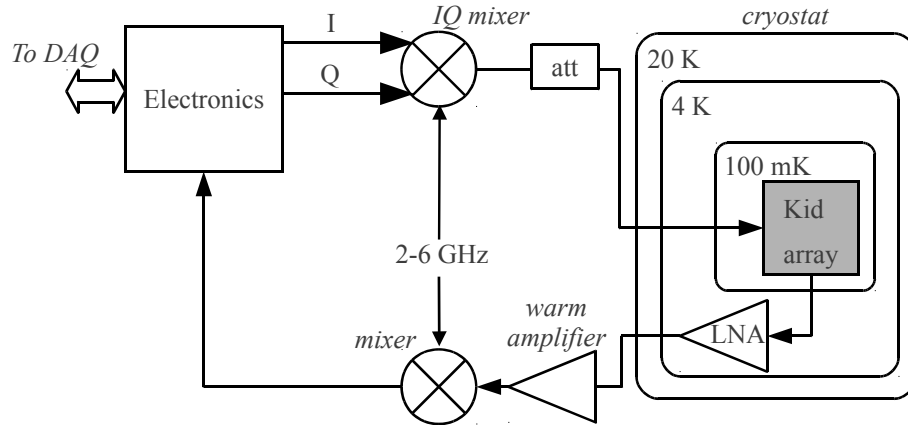 I
IQ mixer
cryostat
To DAQ
Electronics
Q
att
20 K
4 K
100 mK
Kid
array
2-6 GHz
warm
amplifier
mixer
LNA